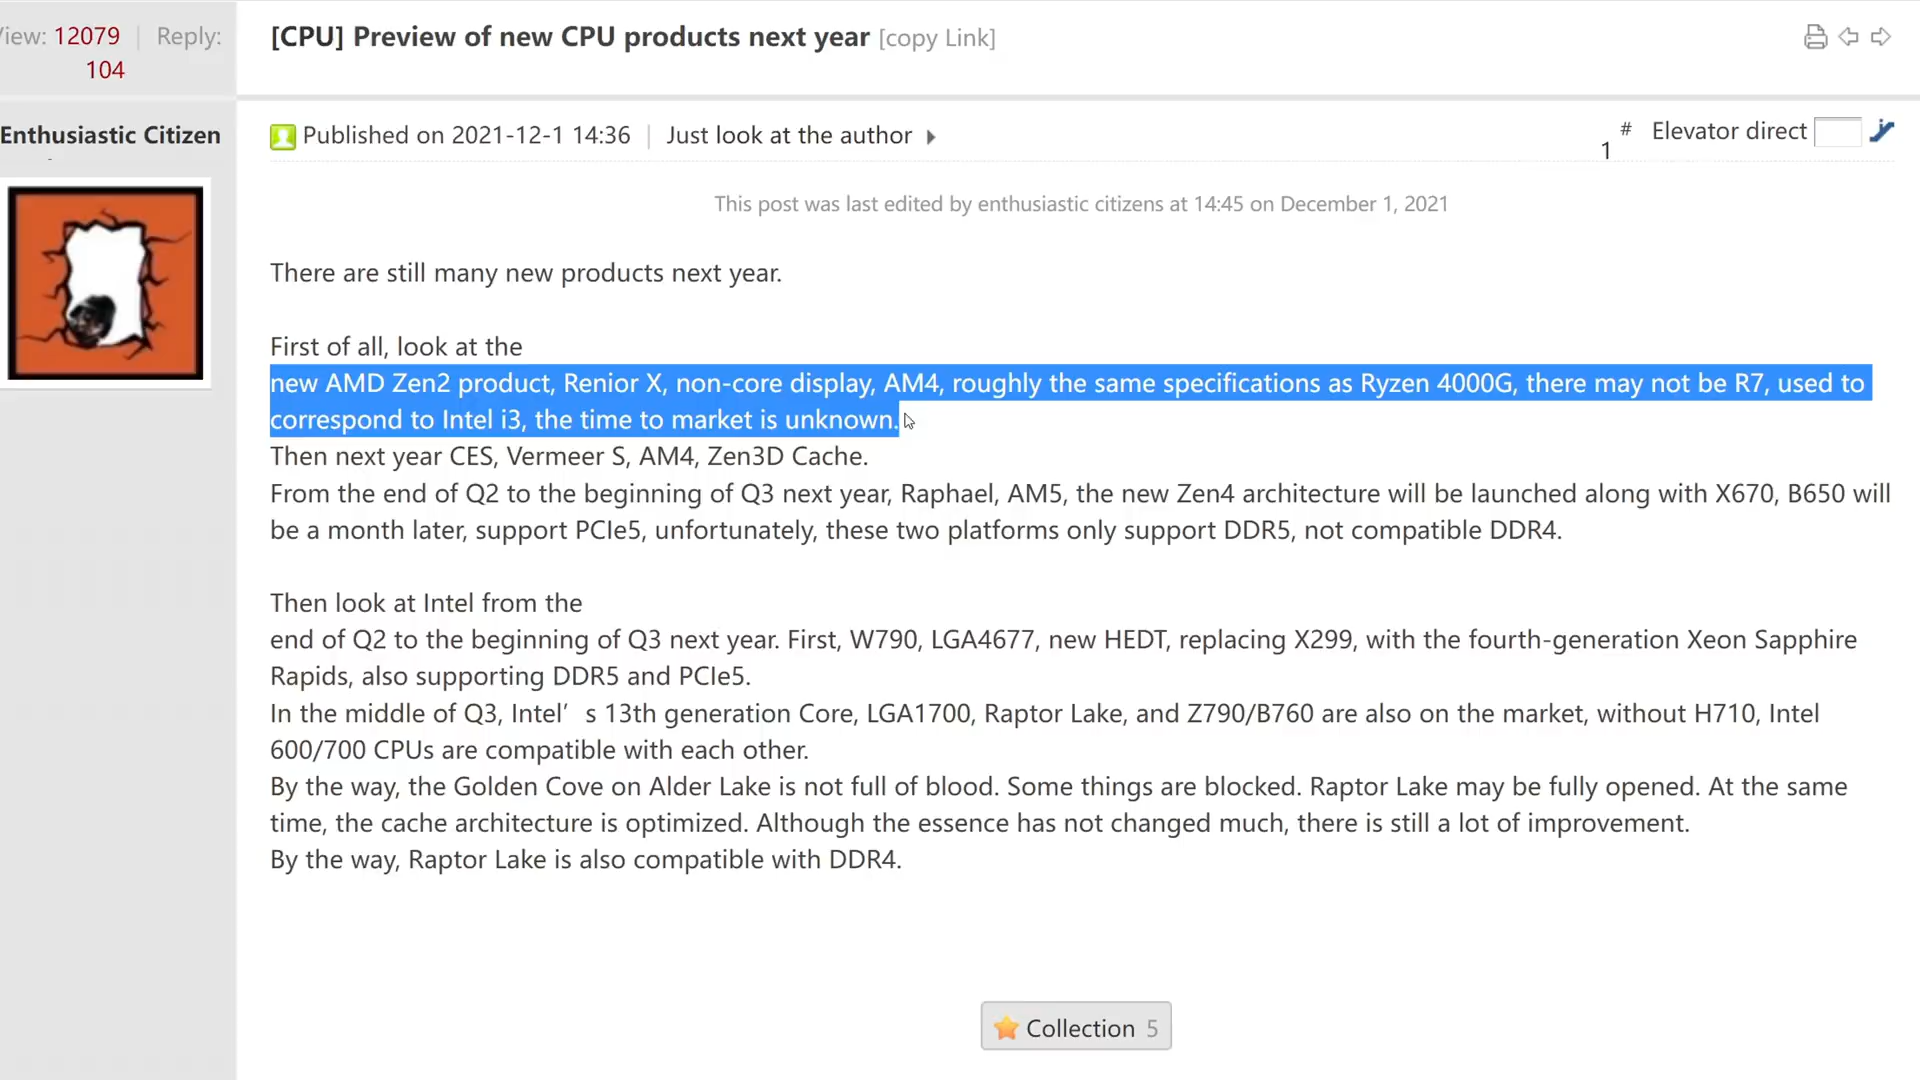 View: 12079 | Reply: 104
[CPU] Preview of new CPU products next year [copy Link]
Enthusiastic Citizen
Published on 2021-12-1 14:36 | Just look at the author
# 1
Elevator direct
This post was last edited by enthusiastic citizens at 14:45 on December 1, 2021
There are still many new products next year.
First of all, look at the
new AMD Zen2 product, Renior X, non-core display, AM4, roughly the same specifications as Ryzen 4000G, there may not be R7, used to
correspond to Intel i3, the time to market is unknown.
Then next year CES, Vermeer S, AM4, Zen3D Cache.
From the end of Q2 to the beginning of Q3 next year, Raphael, AM5, the new Zen4 architecture will be launched along with X670, B650 will
be a month later, support PCIe5, unfortunately, these two platforms only support DDR5, not compatible DDR4.
Then look at Intel from the
end of Q2 to the beginning of Q3 next year. First, W790, LGA4677, new HEDT, replacing X299, with the fourth-generation Xeon Sapphire
Rapids, also supporting DDR5 and PCIe5.
In the middle of Q3, Intel’ s 13th generation Core, LGA1700, Raptor Lake, and Z790/B760 are also on the market, without H710, Intel
600/700 CPUs are compatible with each other.
By the way, the Golden Cove on Alder Lake is not full of blood. Some things are blocked. Raptor Lake may be fully opened. At the same
time, the cache architecture is optimized. Although the essence has not changed much, there is still a lot of improvement.
By the way, Raptor Lake is also compatible with DDR4.
Collection 5